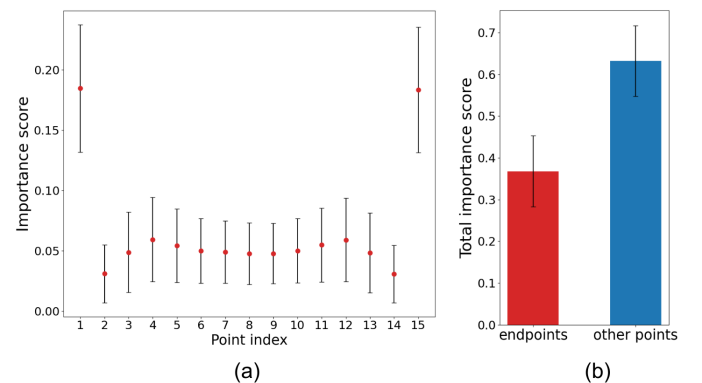 0.20
0.15
0.10
0.05
0.00
Importance score
1 2 3 4 5 6 7 8 9 10 11 12 13 14 15
Point index
(a)
0.7
0.6
0.5
0.4
0.3
0.2
0.1
0.0
Total importance score
endpoints other points
(b)